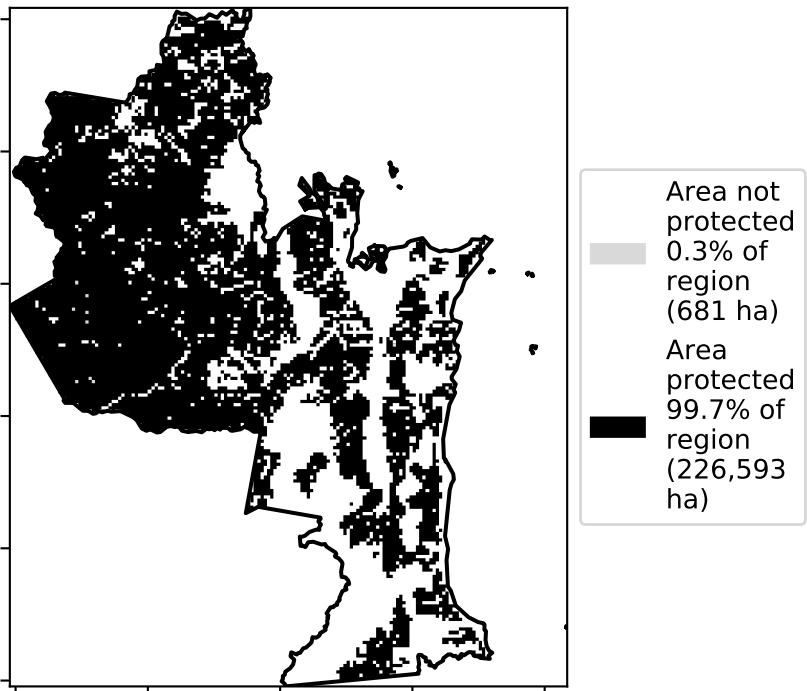 Area not
protected
0.3% of
region
(681 ha)
Area
protected
99.7% of
region
(226,593
ha)